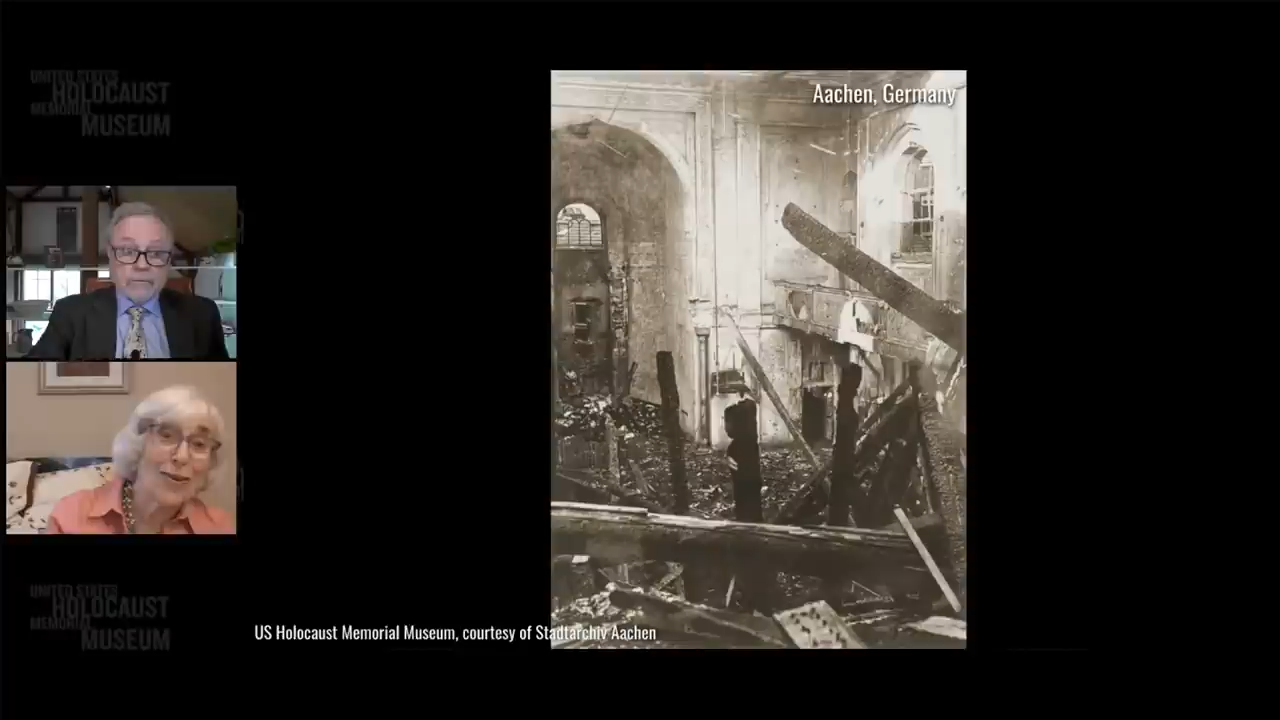 UNITED STATES
HOLOCAUST
MEMORIAL
MUSEUM
Aachen, Germany
US Holocaust Memorial Museum, courtesy of Stadtarchiv Aachen
UNITED STATES
HOLOCAUST
MEMORIAL
MUSEUM